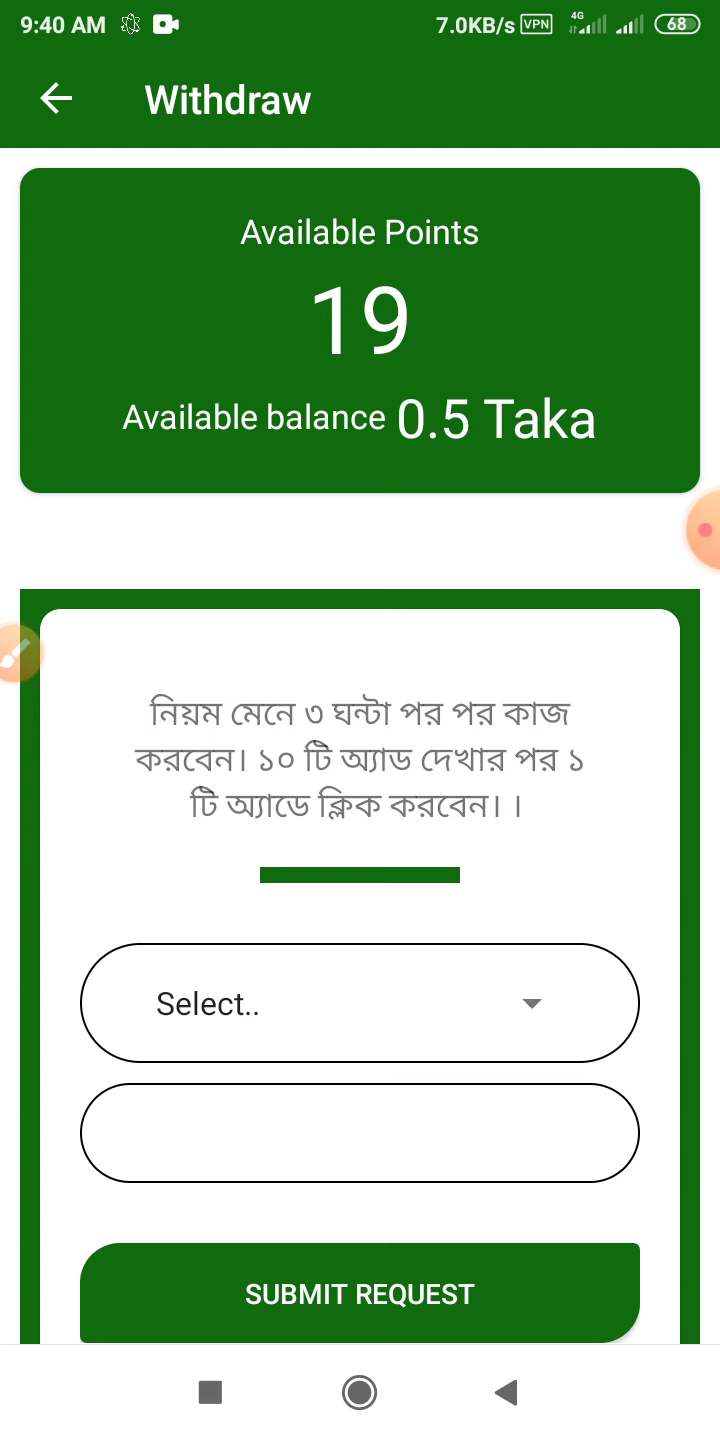 9:40 AM 7.0KB/s VPN 4G 68
Withdraw
Available Points
19
Available balance 0.5 Taka
নিয়ম মেনে ৩ ঘন্টা পর পর কাজ
করবেন। ১০ টি অ্যাড দেখার পর ১
টি অ্যাডে ক্লিক করবেন। ।
Select..
SUBMIT REQUEST